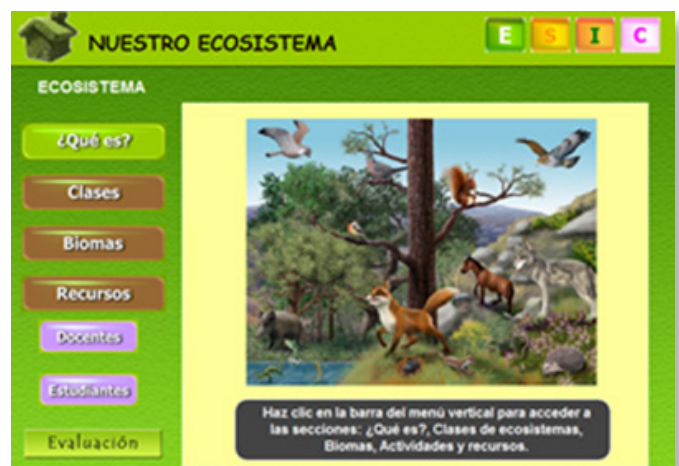 NUESTRO ECOSISTEMA
E S I C
ECOSISTEMA
¿Qué es?
Clases
Biomas
Recursos
Docentes
Estudiantes
Evaluación
Haz clic en la barra del menú vertical para acceder a
las secciones: ¿Qué es?, Clases de ecosistemas,
Biomas, Actividades y recursos.